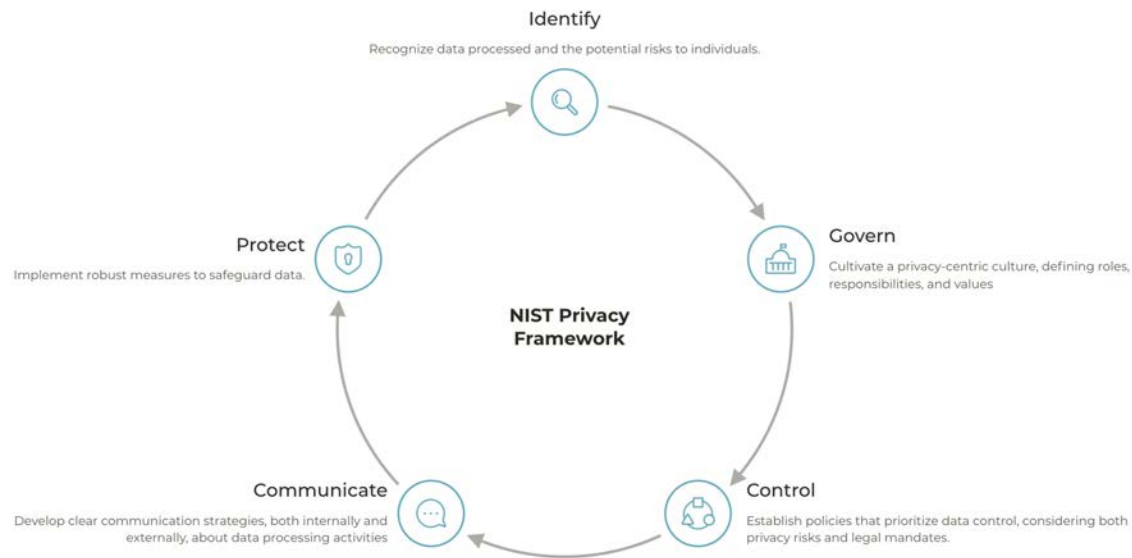 Identify
Recognize data processed and the potential risks to individuals.
Protect
Implement robust measures to safeguard data.
Govern
Cultivate a privacy-centric culture, defining roles,
responsibilities, and values
NIST Privacy
Framework
Communicate
Develop clear communication strategies, both internally and
externally, about data processing activities
Control
Establish policies that prioritize data control, considering both
privacy risks and legal mandates.